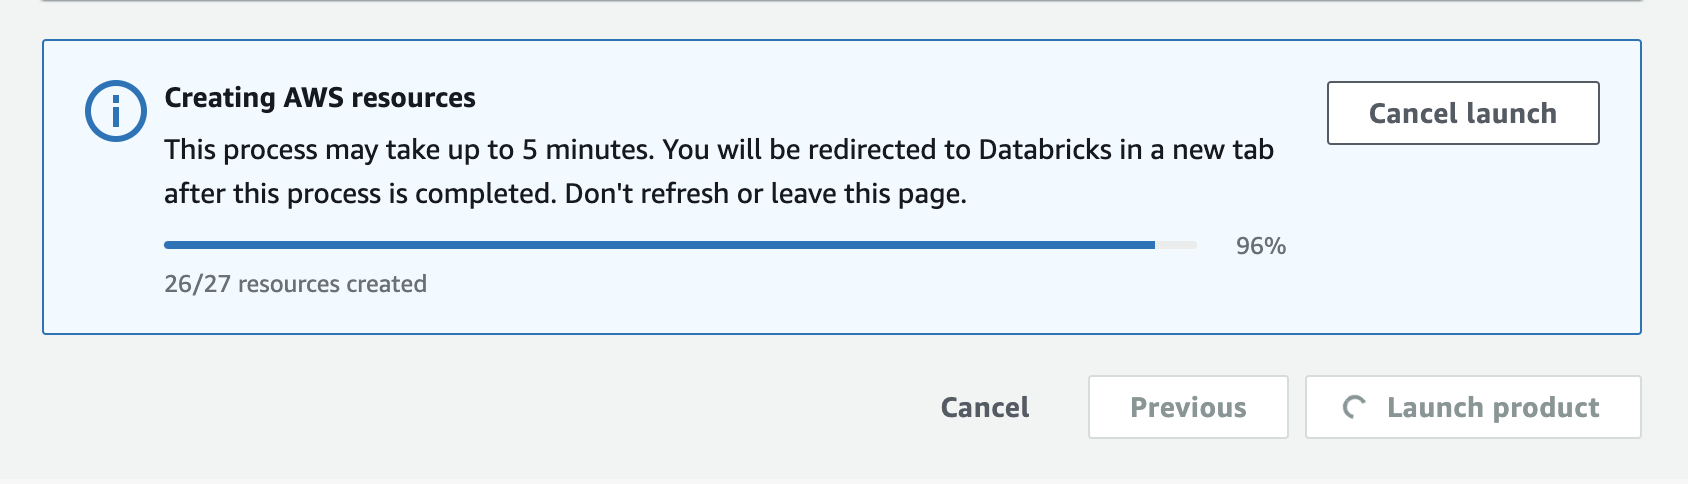 Creating AWS resources
Cancel launch
This process may take up to 5 minutes. You will be redirected to Databricks in a new tab
after this process is completed. Don't refresh or leave this page.
96%
26/27 resources created
Cancel
Previous
Launch product